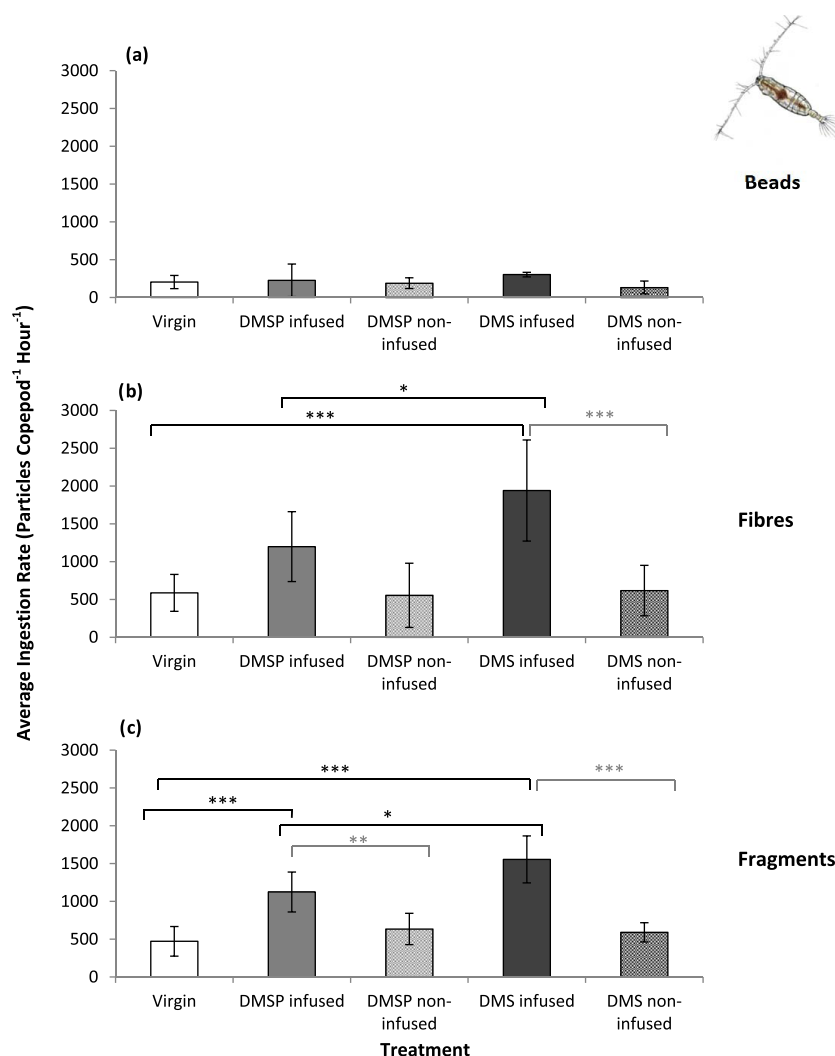 (a)
3000
2500
2000
1500
1000
500
0
Virgin
DMSP infused
DMSP non-
infused
DMS infused
DMS non-
infused
Beads
Average Ingestion Rate (Particles Copepod-1 Hour-1)
(b)
*
***
***
3000
2500
2000
1500
1000
500
0
Virgin
DMSP infused
DMSP non-
infused
DMS infused
DMS non-
infused
Fibres
(c)
***
***
***
*
**
3000
2500
2000
1500
1000
500
0
Virgin
DMSP infused
DMSP non-
infused
DMS infused
DMS non-
infused
Fragments
Treatment